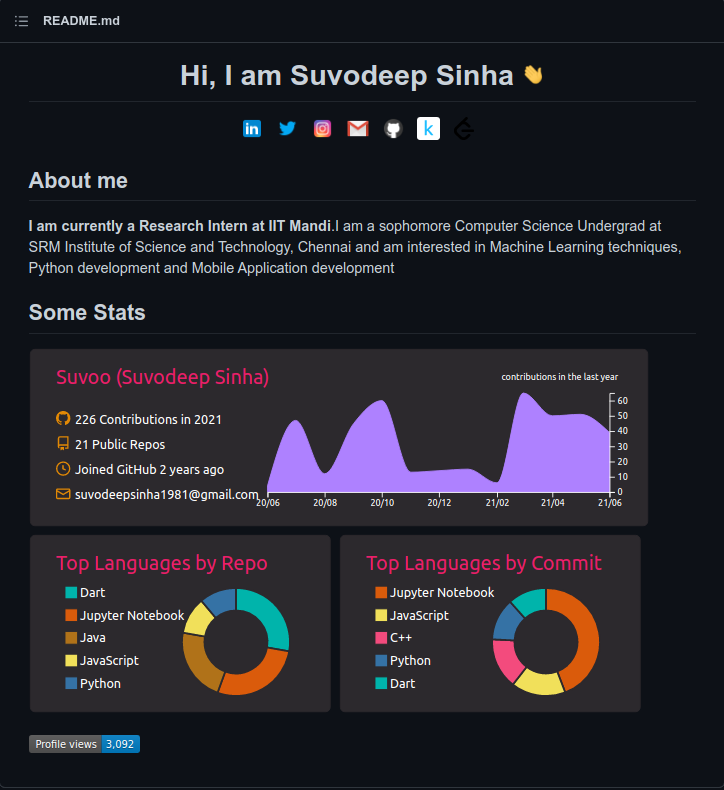 README.md
Hi, I am Suvodeep Sinha 👋
in
k
About me
I am currently a Research Intern at IIT Mandi.I am a sophomore Computer Science Undergrad at
SRM Institute of Science and Technology, Chennai and am interested in Machine Learning techniques,
Python development and Mobile Application development
Some Stats
Suvoo (Suvodeep Sinha)
contributions in the last year
226 Contributions in 2021
21 Public Repos
Joined GitHub 2 years ago
suvodeepsinha1981@gmail.com
60
50
40
30
20
10
0
20/06 20/08 20/10 20/12 21/02 21/04 21/06
Top Languages by Repo
Dart
Jupyter Notebook
Java
JavaScript
Python
Top Languages by Commit
Jupyter Notebook
JavaScript
C++
Python
Dart
Profile views 3,092